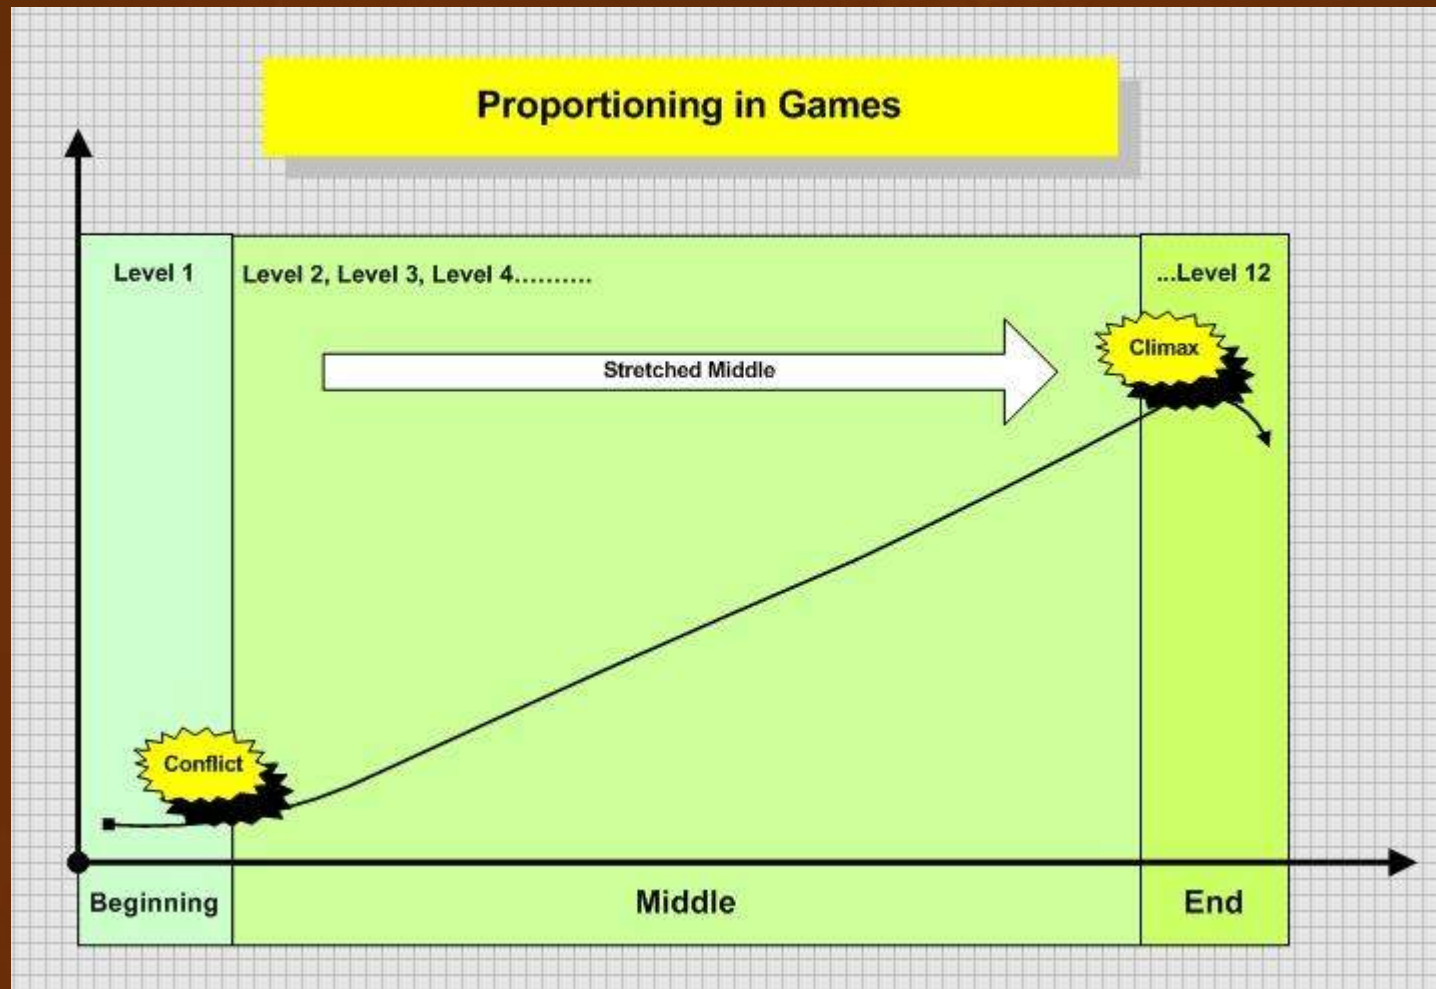 Proportioning in Games
Level 1
Level 2, Level 3, Level 4..........
...Level 12
Stretched Middle
Climax
Conflict
Beginning
Middle
End